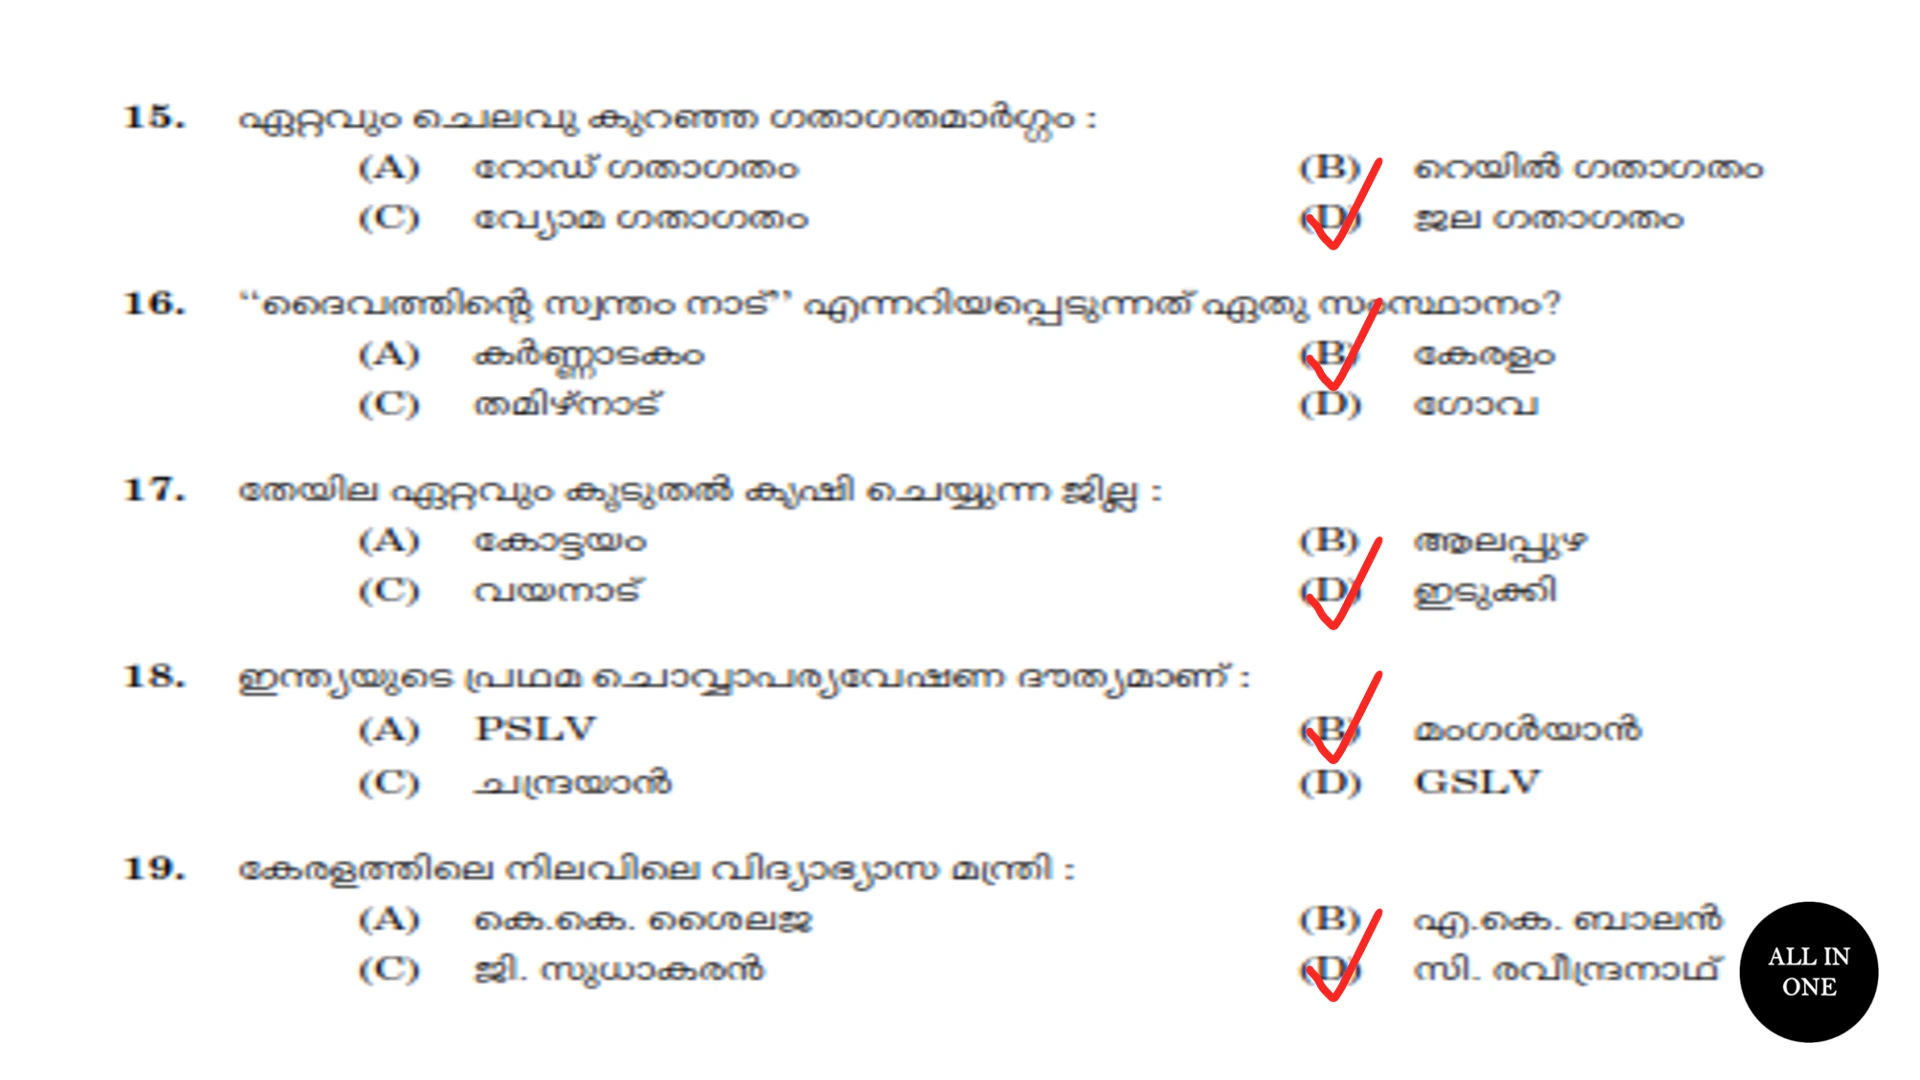 15. ഏറ്റവും ചെലവു കുറഞ്ഞ ഗതാഗതമാർഗ്ഗം :
(A) റോഡ് ഗതാഗതം (B) റെയിൽ ഗതാഗതം
(C) വ്യോമ ഗതാഗതം (D) ജല ഗതാഗതം
16. “ദൈവത്തിന്റെ സ്വന്തം നാട്” എന്നറിയപ്പെടുന്നത് ഏതു സംസ്ഥാനം?
(A) കർണ്ണാടകം (B) കേരളം
(C) തമിഴ്നാട് (D) ഗോവ
17. തേയില ഏറ്റവും കൂടുതൽ കൃഷി ചെയ്യുന്ന ജില്ല :
(A) കോട്ടയം (B) ആലപ്പുഴ
(C) വയനാട് (D) ഇടുക്കി
18. ഇന്ത്യയുടെ പ്രഥമ ചൊവ്വാപര്യവേഷണ ദൗത്യമാണ് :
(A) PSLV (B) മംഗൾയാൻ
(C) ചന്ദ്രയാൻ (D) GSLV
19. കേരളത്തിലെ നിലവിലെ വിദ്യാഭ്യാസ മന്ത്രി :
(A) കെ.കെ. ശൈലജ (B) എ.കെ. ബാലൻ
(C) ജി. സുധാകരൻ (D) സി. രവീന്ദ്രനാഥ്
ALL IN
ONE